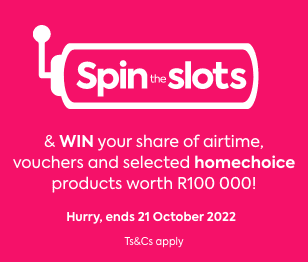 Spin the slots
& WIN your share of airtime,
vouchers and selected homechoice
products worth R100 000!
Hurry, ends 21 October 2022
Ts&Cs apply